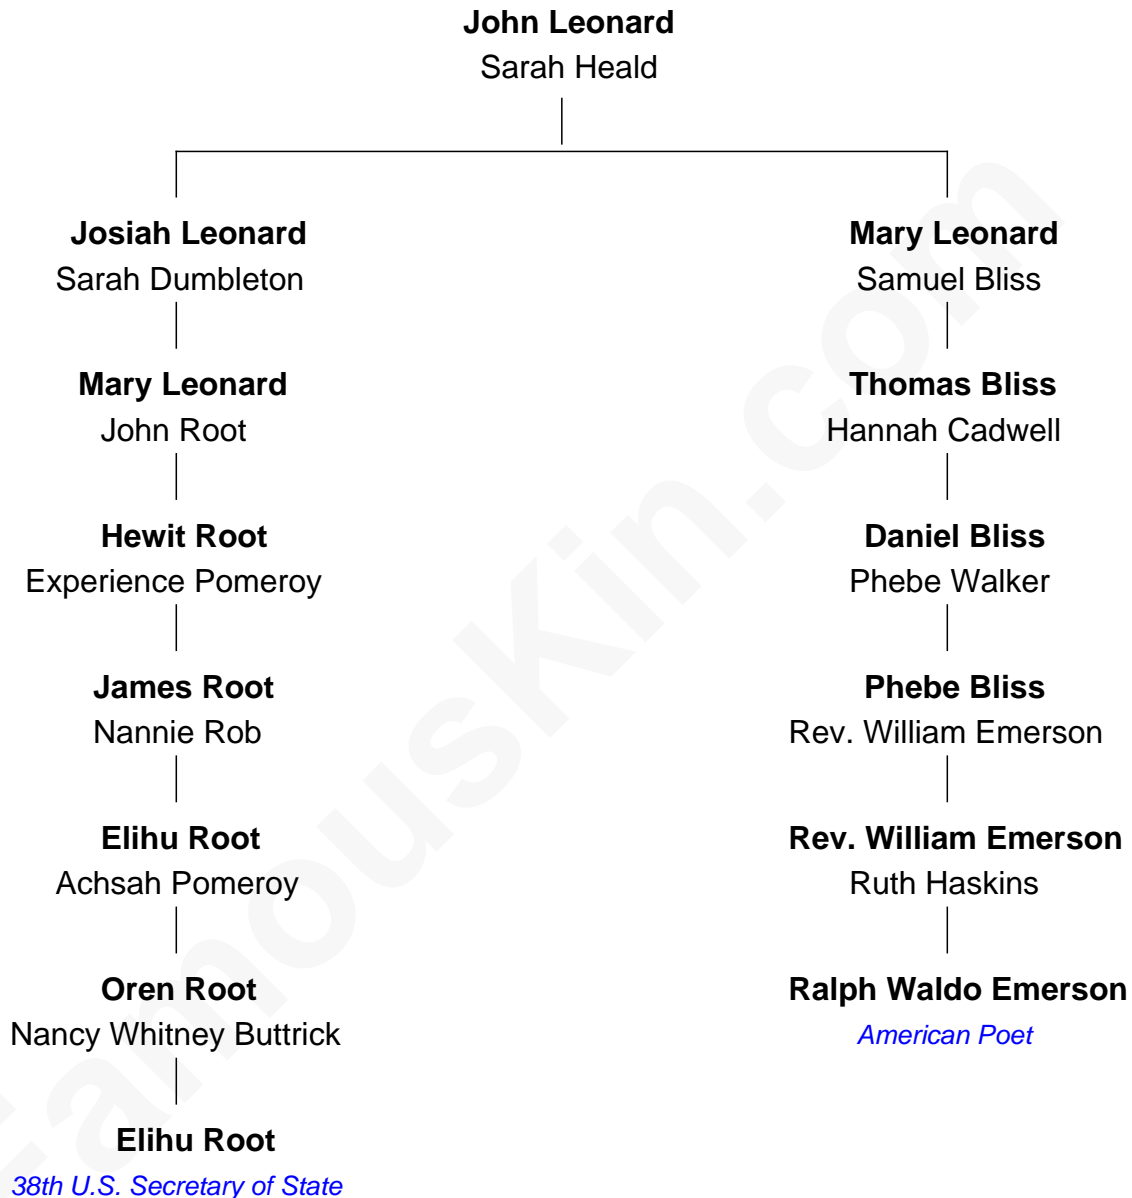 John Leonard
Sarah Heald
Josiah Leonard
Sarah Dumbleton
Mary Leonard
Samuel Bliss
Mary Leonard
John Root
Thomas Bliss
Hannah Cadwell
Hewit Root
Experience Pomeroy
Daniel Bliss
Phebe Walker
James Root
Nannie Rob
Phebe Bliss
Rev. William Emerson
Elihu Root
Achsah Pomeroy
Rev. William Emerson
Ruth Haskins
Oren Root
Nancy Whitney Buttrick
Ralph Waldo Emerson
American Poet
Elihu Root
38th U.S. Secretary of State
FamousKin.com